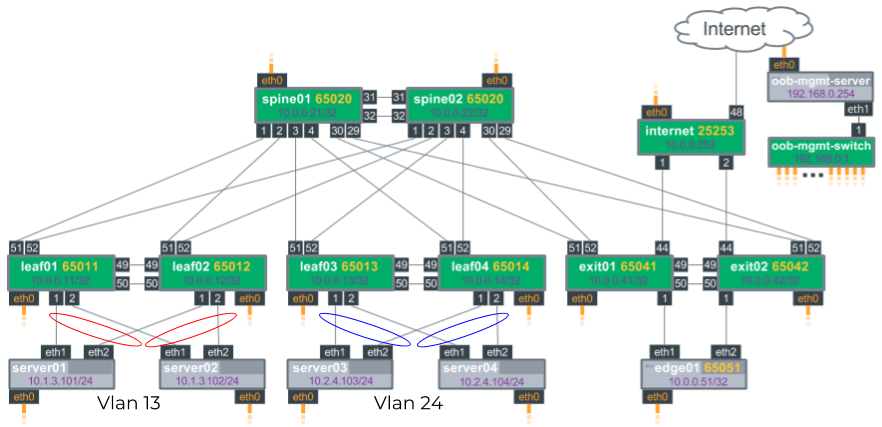 Internet
eth0
oob-mgmt-server
192.168.0.254
eth1
1
oob-mgmt-switch
192.168.0.1
eth0
48
internet 25253
10.0.0.253
1 2
eth0 eth0
spine01 65020 31 31 spine02 65020
10.0.0.21/32 32 32 10.0.0.22/32
1 2 3 4 30 29 1 2 3 4 30 29
51 52 51 52 51 52 51 52 51 52 44 44 51 52
leaf01 65011 49 49 leaf02 65012 leaf03 65013 49 49 leaf04 65014 exit01 65041 49 49 exit02 65042
10.0.0.11/32 50 50 10.0.0.12/32 10.0.0.13/32 50 50 10.0.0.14/32 10.0.0.41/32 50 50 10.0.0.42/32
eth0 1 2 1 2 eth0 eth0 1 2 1 2 eth0 eth0 1 1 eth0
eth1 eth2 eth1 eth2 eth1 eth2 eth1 eth2 eth1 eth2
server01 server02 server03 server04 edge01 65051
10.1.3.101/24 10.1.3.102/24 10.2.4.103/24 10.2.4.104/24 10.0.0.51/32
eth0 Vlan 13 eth0 eth0 Vlan 24 eth0 eth0